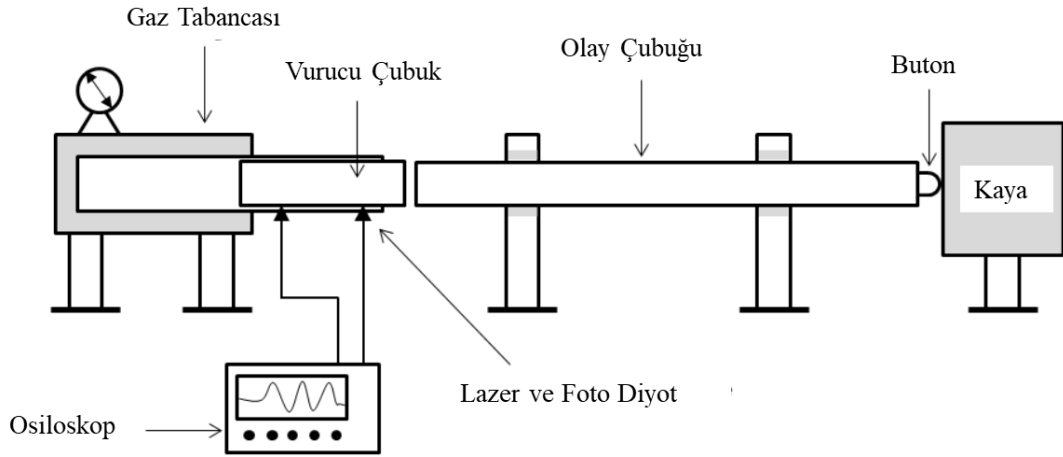 Gaz Tabancası
Vurucu Çubuk
Olay Çubuğu
Buton
Kaya
Lazer ve Foto Diyot
Osiloskop